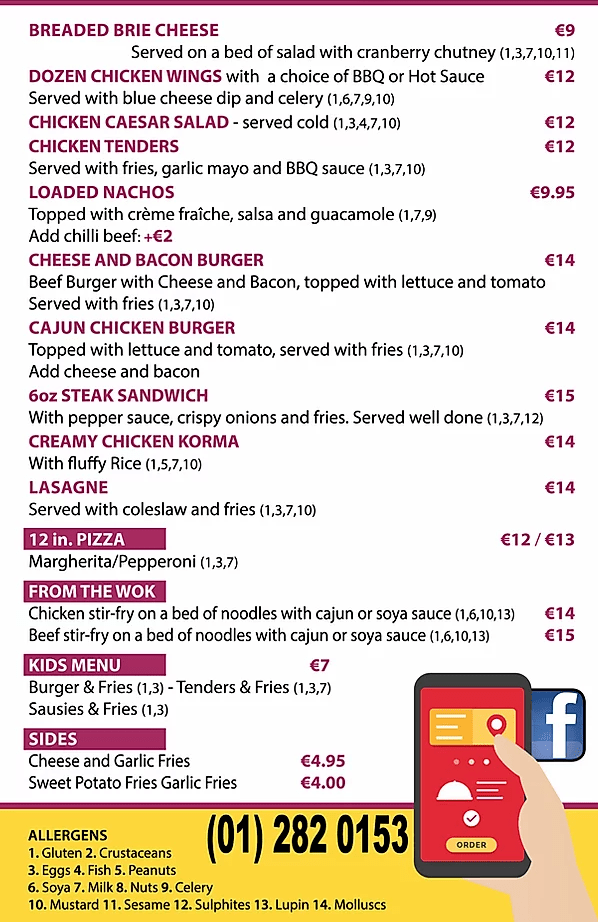 BREADED BRIE CHEESE €9
Served on a bed of salad with cranberry chutney (1,3,7,10,11)
DOZEN CHICKEN WINGS with a choice of BBQ or Hot Sauce €12
Served with blue cheese dip and celery (1,6,7,9,10)
CHICKEN CAESAR SALAD - served cold (1,3,4,7,10) €12
CHICKEN TENDERS €12
Served with fries, garlic mayo and BBQ sauce (1,3,7,10)
LOADED NACHOS €9.95
Topped with crème fraîche, salsa and guacamole (1,7,9)
Add chilli beef: +€2
CHEESE AND BACON BURGER €14
Beef Burger with Cheese and Bacon, topped with lettuce and tomato
Served with fries (1,3,7,10)
CAJUN CHICKEN BURGER €14
Topped with lettuce and tomato, served with fries (1,3,7,10)
Add cheese and bacon
6oz STEAK SANDWICH €15
With pepper sauce, crispy onions and fries. Served well done (1,3,7,12)
CREAMY CHICKEN KORMA €14
With fluffy Rice (1,5,7,10)
LASAGNE €14
Served with coleslaw and fries (1,3,7,10)
12 in. PIZZA €12 / €13
Margherita/Pepperoni (1,3,7)
FROM THE WOK
Chicken stir-fry on a bed of noodles with cajun or soya sauce (1,6,10,13) €14
Beef stir-fry on a bed of noodles with cajun or soya sauce (1,6,10,13) €15
KIDS MENU €7
Burger & Fries (1,3) - Tenders & Fries (1,3,7)
Sausies & Fries (1,3)
SIDES
Cheese and Garlic Fries €4.95
Sweet Potato Fries Garlic Fries €4.00
f
ORDER
(01) 282 0153
ALLERGENS
1. Gluten 2. Crustaceans
3. Eggs 4. Fish 5. Peanuts
6. Soya 7. Milk 8. Nuts 9. Celery
10. Mustard 11. Sesame 12. Sulphites 13. Lupin 14. Molluscs